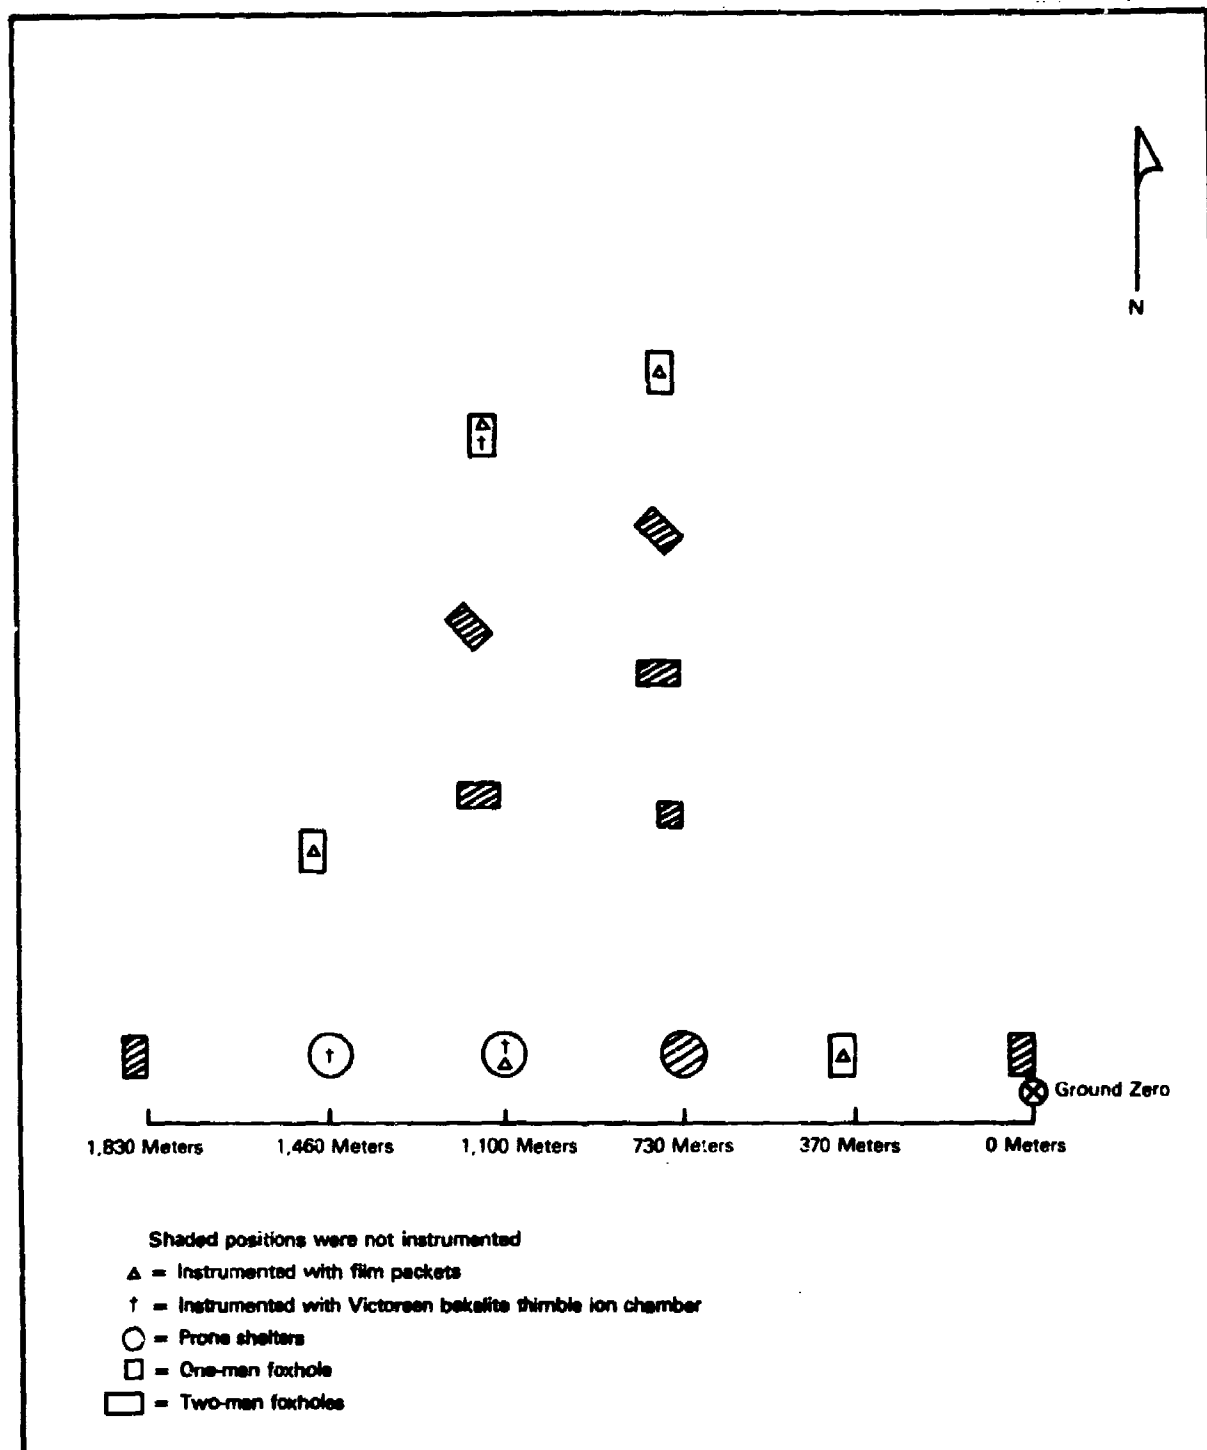 N
Ground Zero
1,830 Meters 1,460 Meters 1,100 Meters 730 Meters 370 Meters 0 Meters
Shaded positions were not instrumented
Δ = Instrumented with film packets
† = Instrumented with Victoreen bakelite thimble ion chamber
○ = Prone shelters
□ = One-man foxhole
▭ = Two-man foxholes